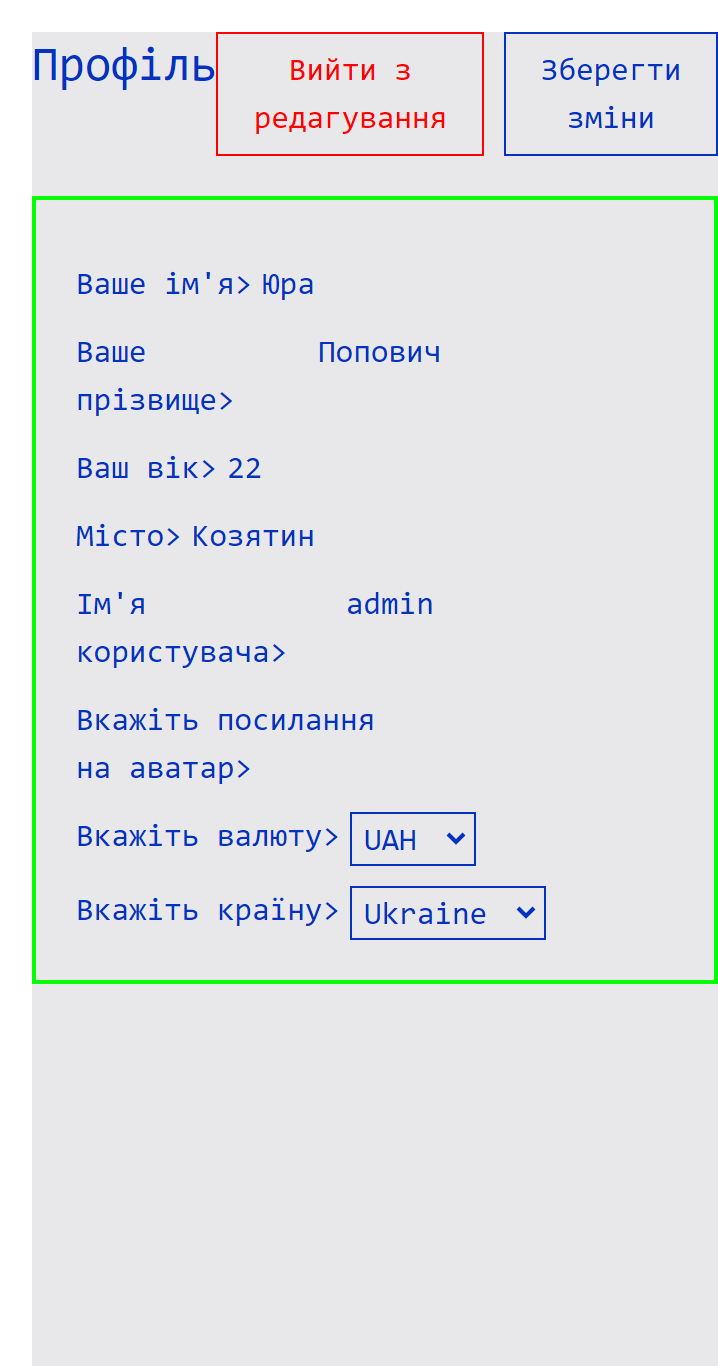 Профіль
Вийти з
редагування
Зберегти
зміни
Ваше ім'я> Юра
Ваше Попович
прізвище>
Ваш вік> 22
Місто> Козятин
Ім'я admin
користувача>
Вкажіть посилання
на аватар>
Вкажіть валюту> UAH
Вкажіть країну> Ukraine